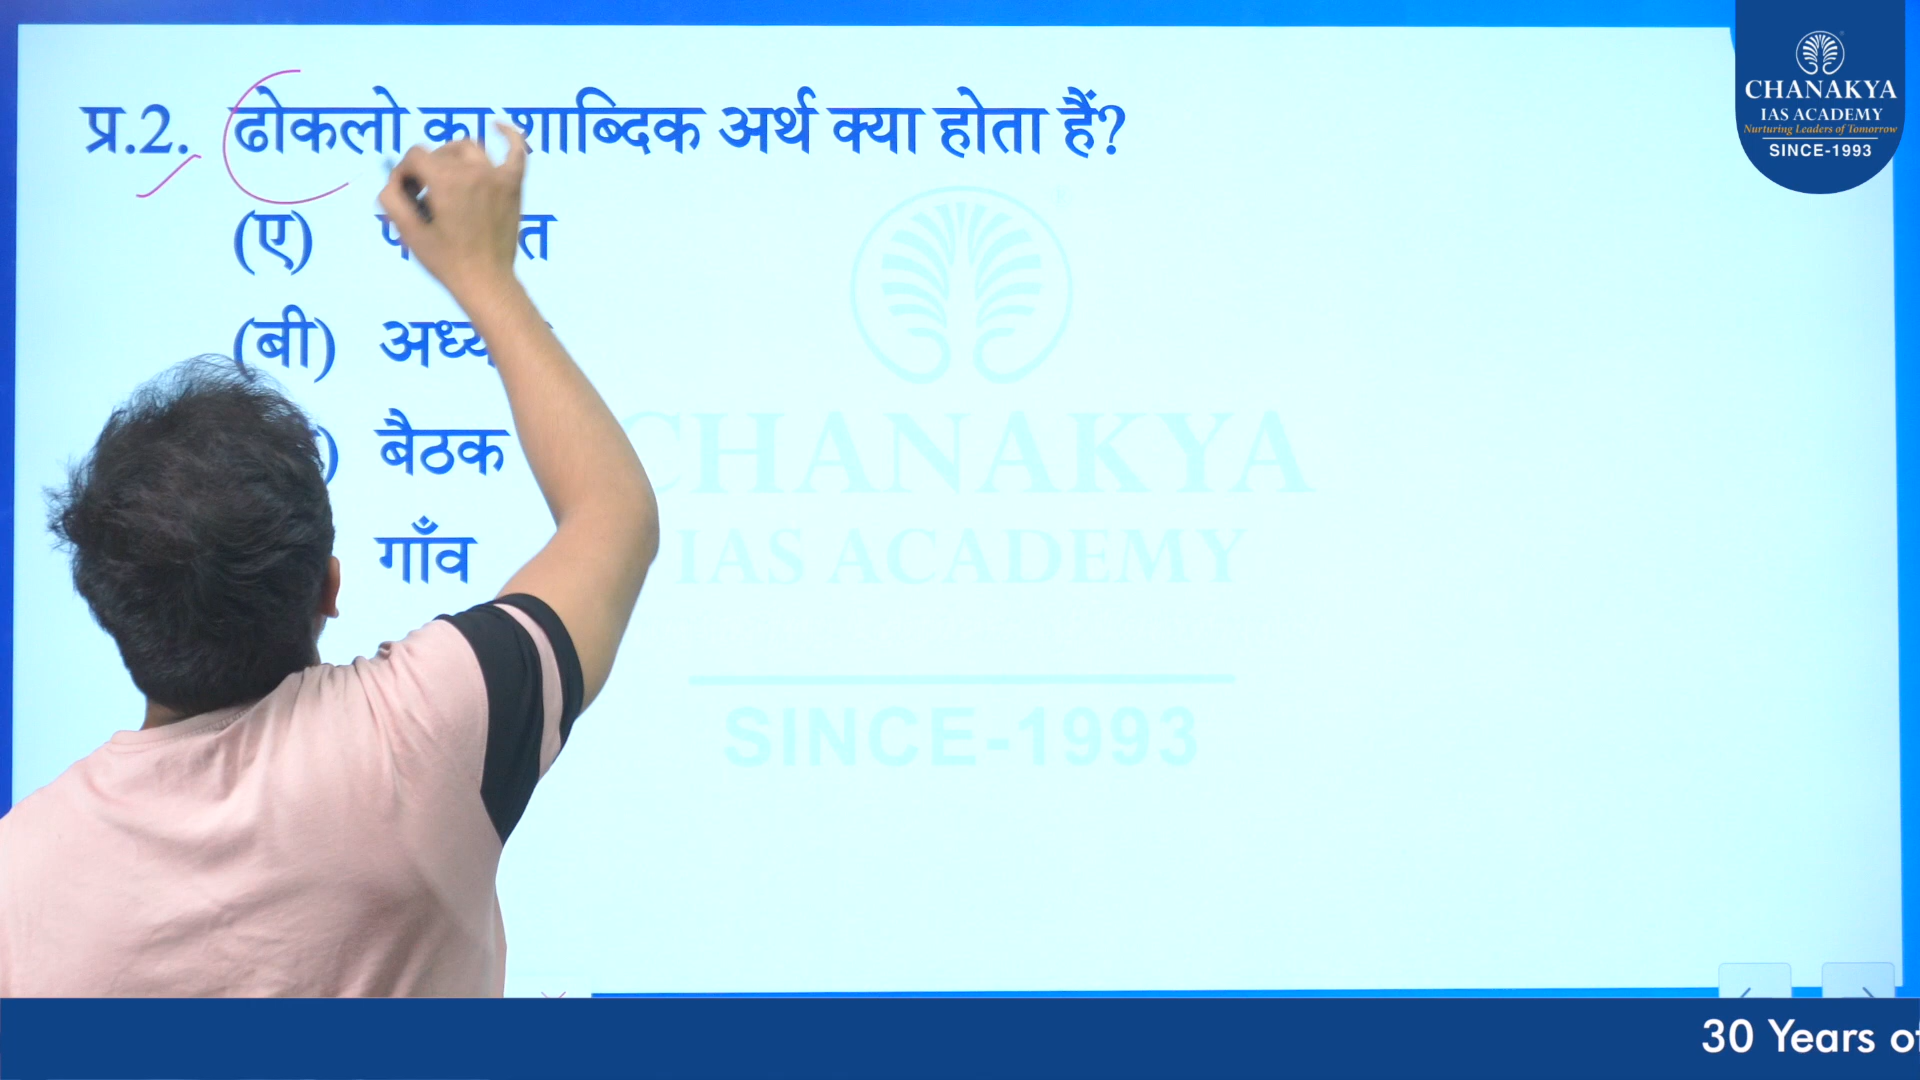 प्र.2. ढोकलो का शाब्दिक अर्थ क्या होता हैं?
(ए)
(बी)
बैठक
गाँव
CHANAKYA
IAS ACADEMY
Nurturing Leaders of Tomorrow
SINCE-1993
CHANAKYA
IAS ACADEMY
SINCE-1993
30 Years of